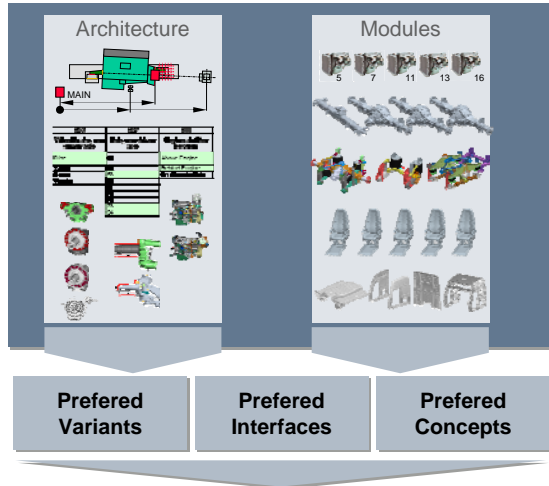 Architecture
Modules
5 7 11 13 16
MAIN
Prefered
Variants
Prefered
Interfaces
Prefered
Concepts